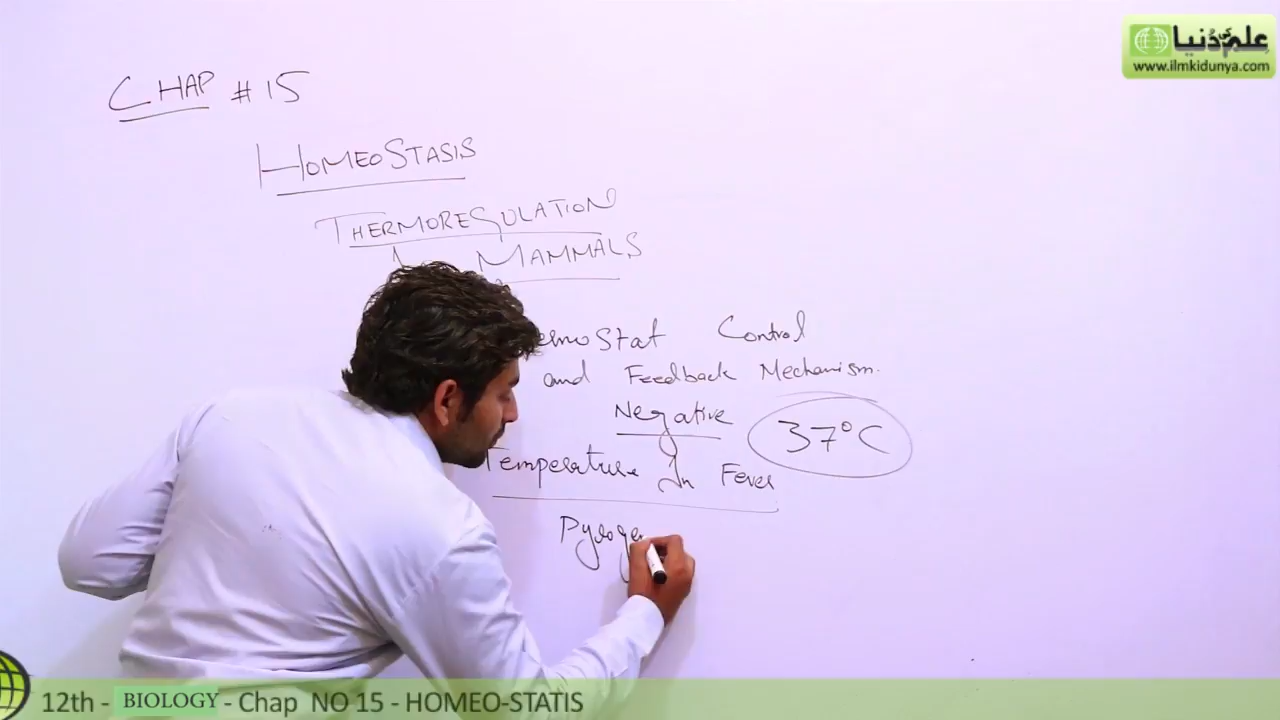 علم کی دُنیا
www.ilmkidunya.com
CHAP #15
HOMEOSTASIS
THERMOREGULATION
MAMMALS
Control
and Feedback Mechanism.
Negative
37°C
Temperature In Fever
12th - BIOLOGY - Chap NO 15 - HOMEO-STATIS